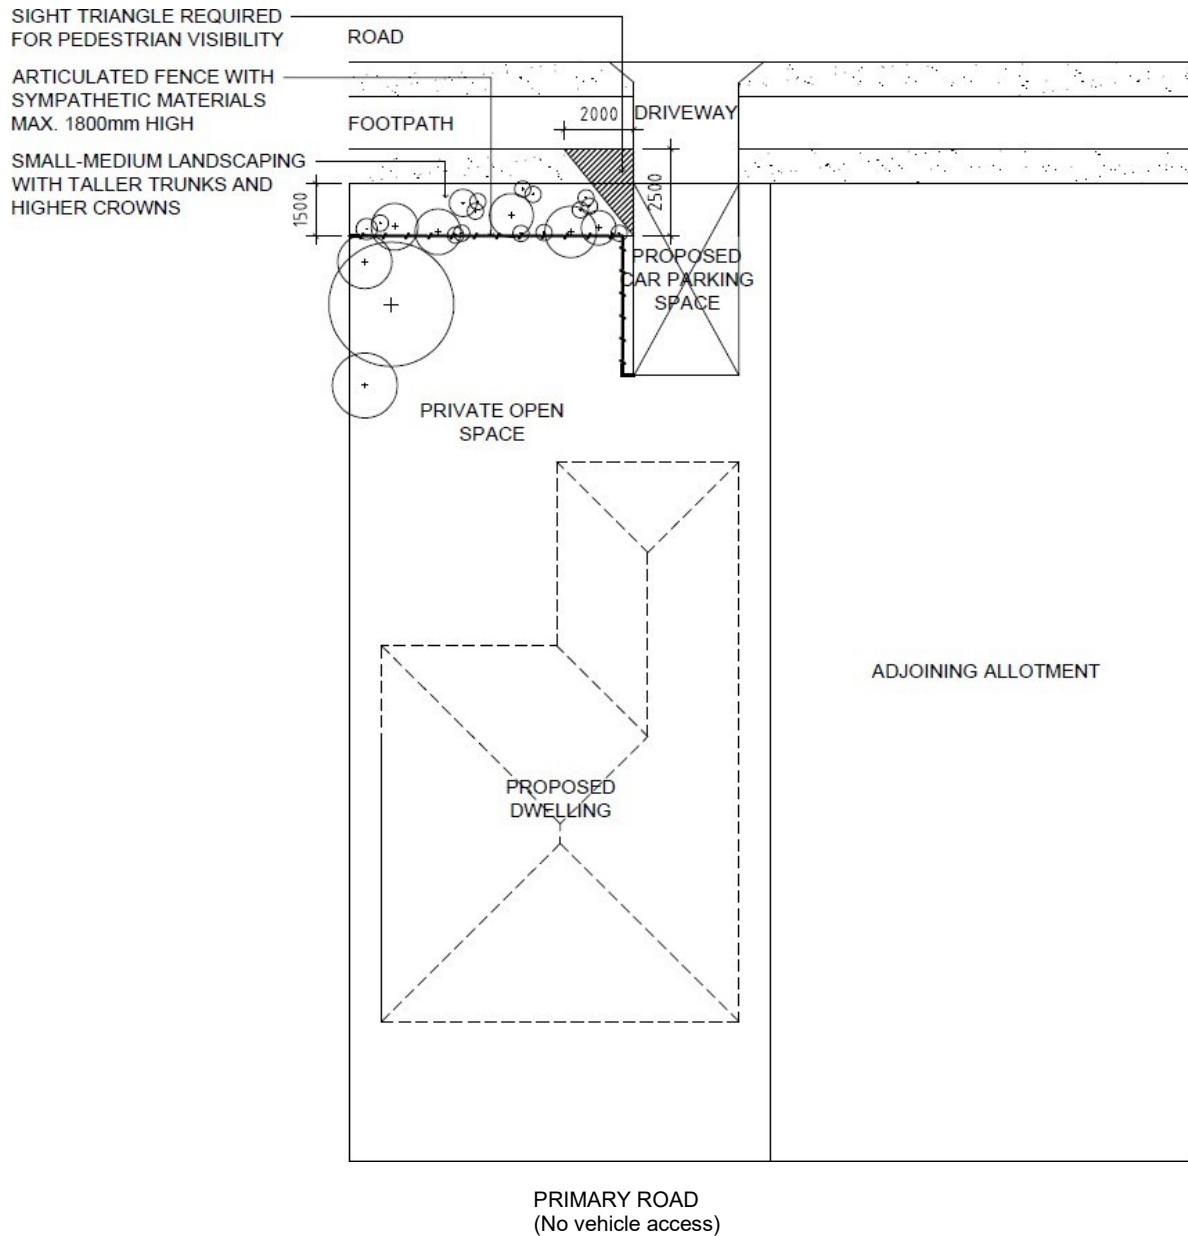 SIGHT TRIANGLE REQUIRED
FOR PEDESTRIAN VISIBILITY
ROAD
ARTICULATED FENCE WITH
SYMPATHETIC MATERIALS
MAX. 1800mm HIGH
2000
DRIVEWAY
FOOTPATH
SMALL-MEDIUM LANDSCAPING
WITH TALLER TRUNKS AND
HIGHER CROWNS
1500
2500
PROPOSED
CAR PARKING
SPACE
PRIVATE OPEN
SPACE
ADJOINING ALLOTMENT
PROPOSED
DWELLING
PRIMARY ROAD
(No vehicle access)